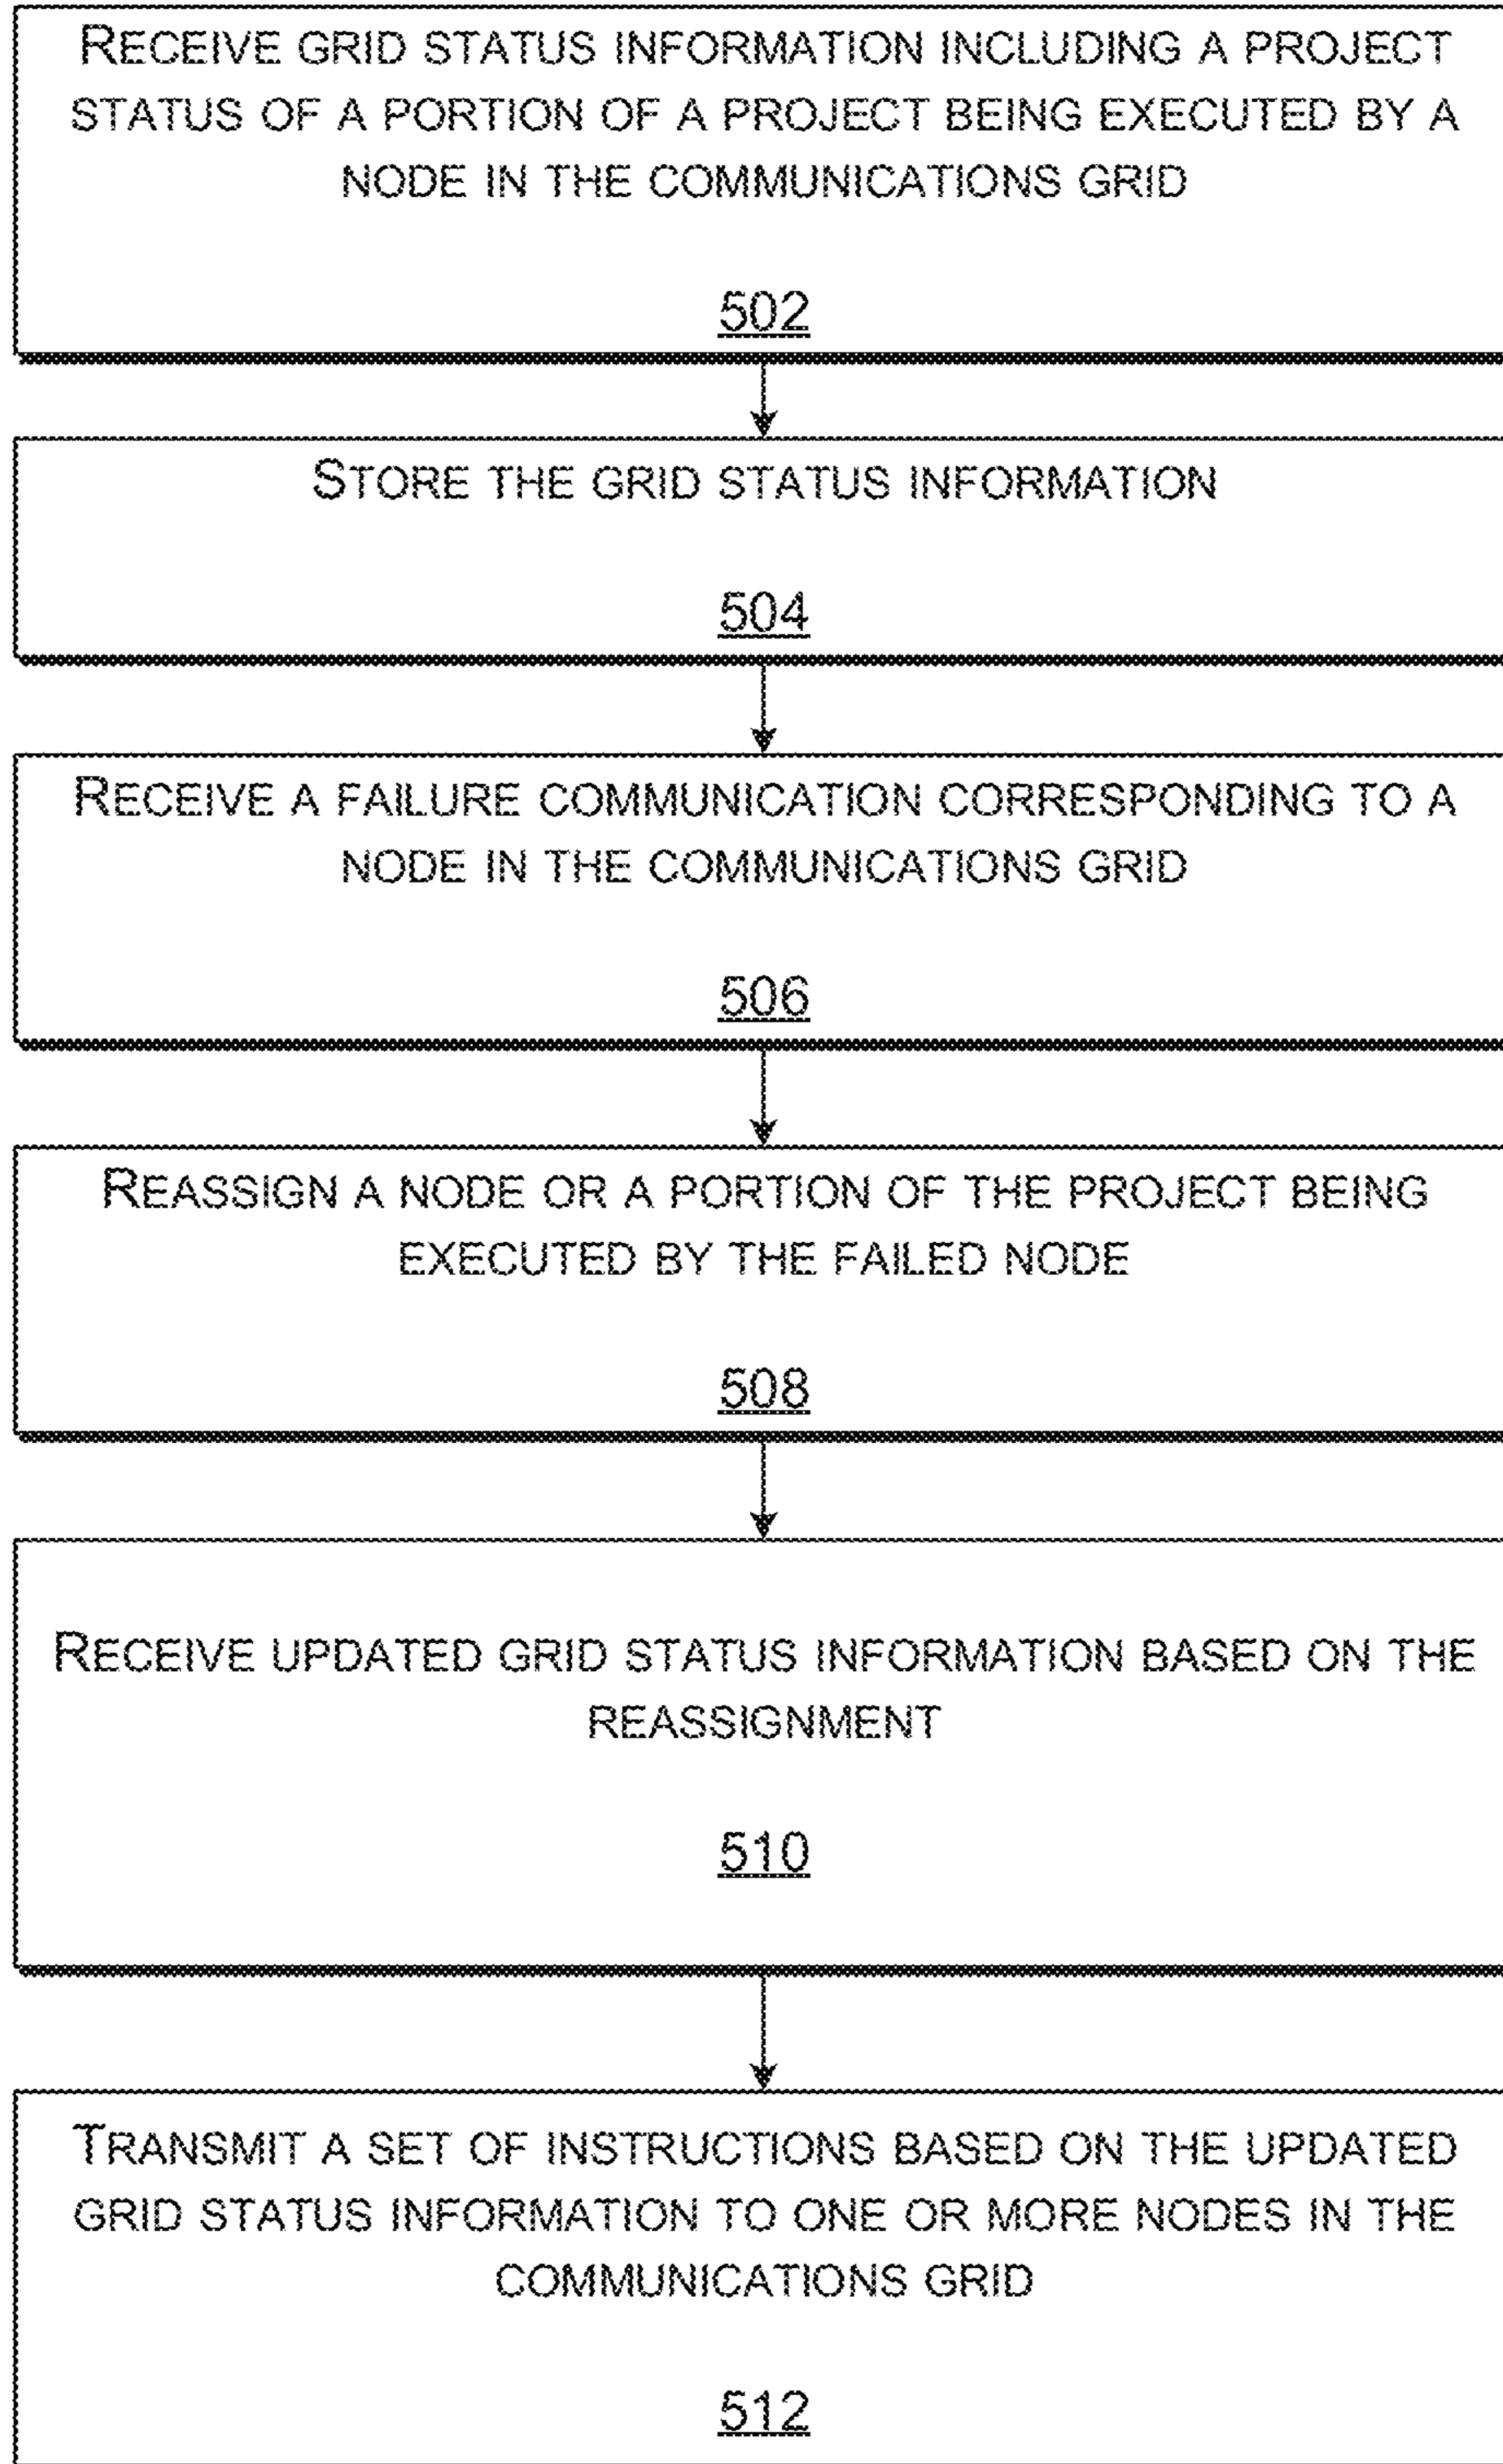 RECEIVE GRID STATUS INFORMATION INCLUDING A PROJECT
STATUS OF A PORTION OF A PROJECT BEING EXECUTED BY A
NODE IN THE COMMUNICATIONS GRID
502
STORE THE GRID STATUS INFORMATION
504
RECEIVE A FAILURE COMMUNICATION CORRESPONDING TO A
NODE IN THE COMMUNICATIONS GRID
506
REASSIGN A NODE OR A PORTION OF THE PROJECT BEING
EXECUTED BY THE FAILED NODE
508
RECEIVE UPDATED GRID STATUS INFORMATION BASED ON THE
REASSIGNMENT
510
TRANSMIT A SET OF INSTRUCTIONS BASED ON THE UPDATED
GRID STATUS INFORMATION TO ONE OR MORE NODES IN THE
COMMUNICATIONS GRID
512